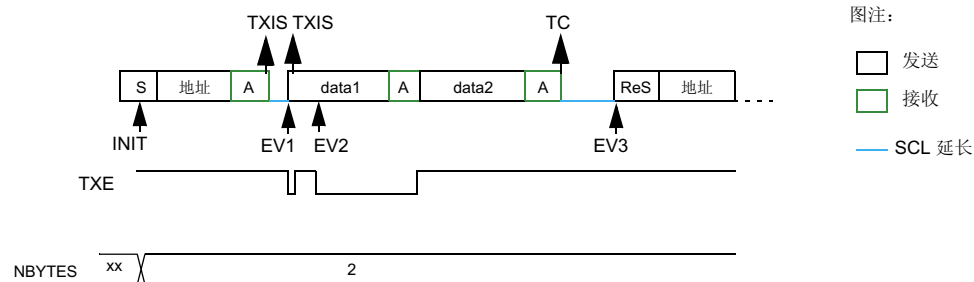 TXIS TXIS
TC
图注：
S
地址
A
data1
A
data2
A
ReS
地址
发送
接收
INIT
EV1
EV2
EV3
SCL 延长
TXE
NBYTES
xx
2